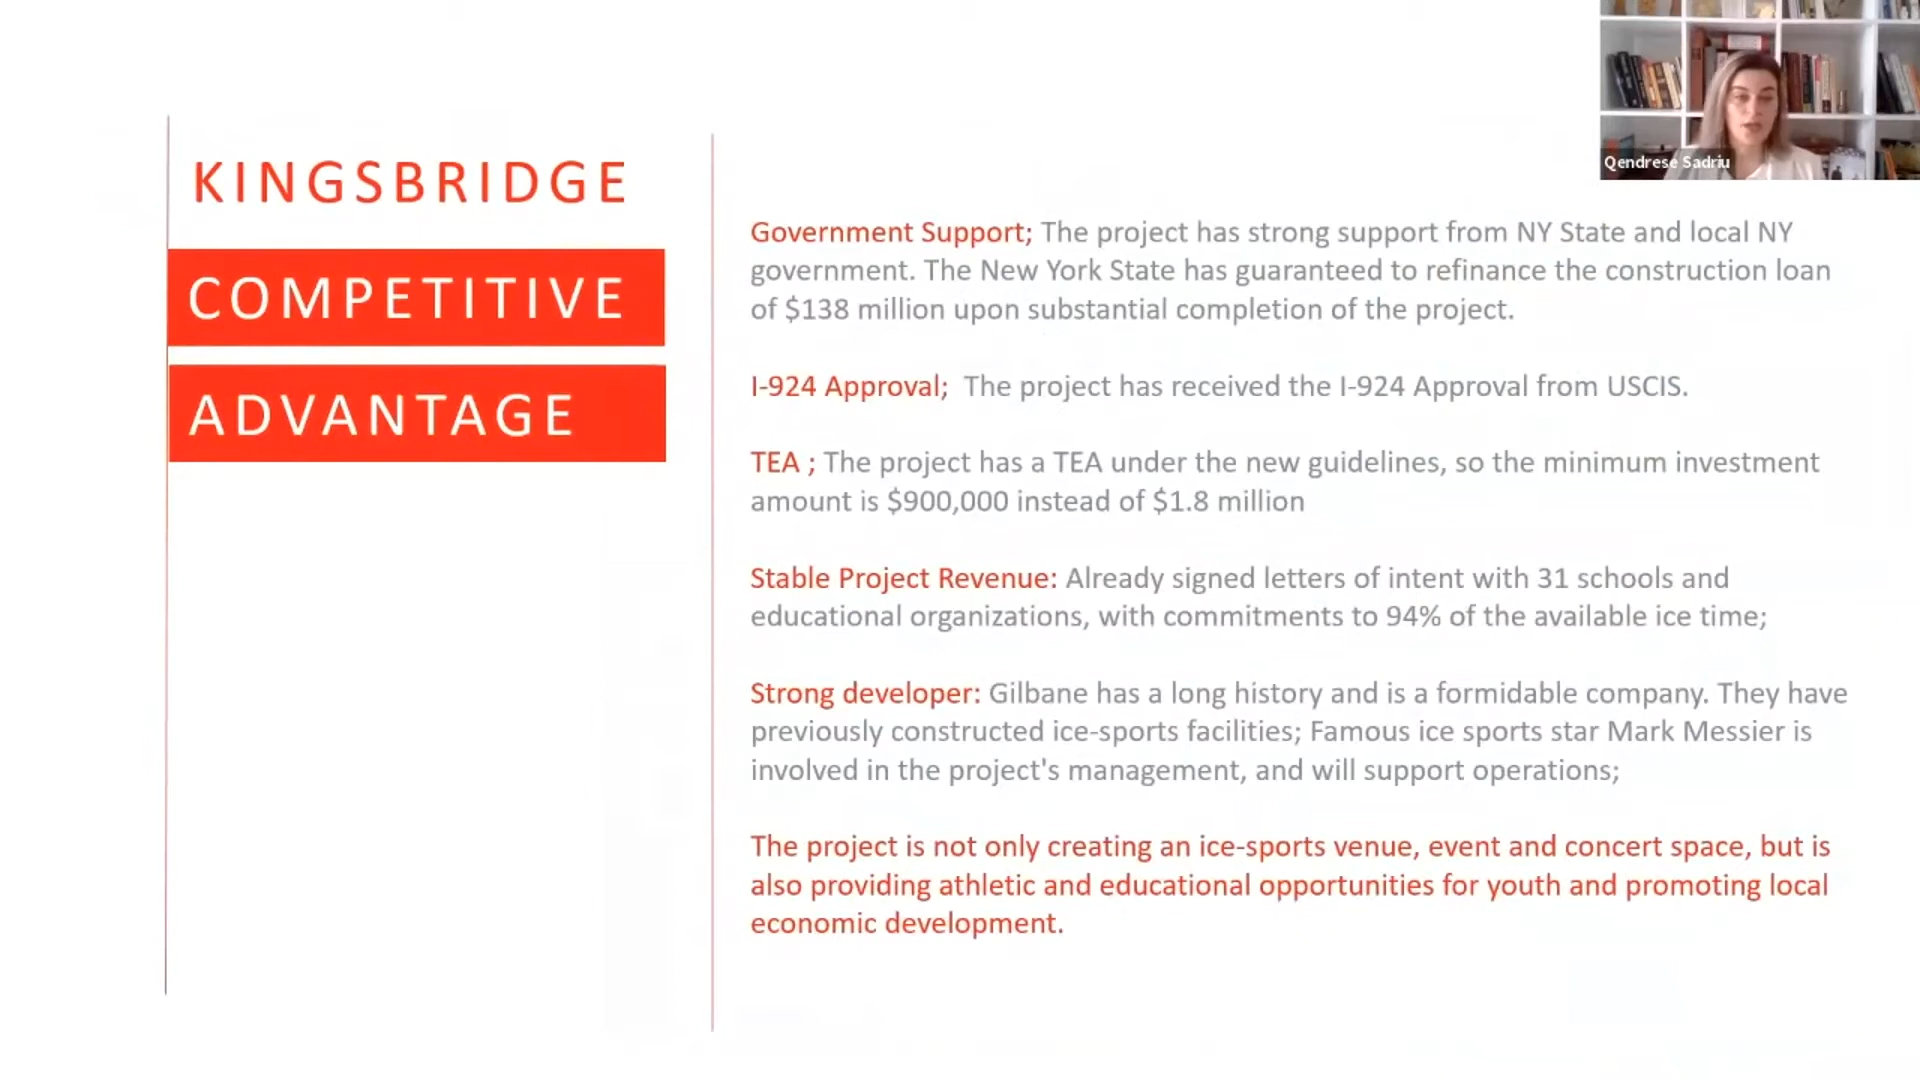 KINGSBRIDGE
COMPETITIVE
ADVANTAGE
Government Support; The project has strong support from NY State and local NY
government. The New York State has guaranteed to refinance the construction loan
of $138 million upon substantial completion of the project.
I-924 Approval;  The project has received the I-924 Approval from USCIS.
TEA ; The project has a TEA under the new guidelines, so the minimum investment
amount is $900,000 instead of $1.8 million
Stable Project Revenue: Already signed letters of intent with 31 schools and
educational organizations, with commitments to 94% of the available ice time;
Strong developer: Gilbane has a long history and is a formidable company. They have
previously constructed ice-sports facilities; Famous ice sports star Mark Messier is
involved in the project's management, and will support operations;
The project is not only creating an ice-sports venue, event and concert space, but is
also providing athletic and educational opportunities for youth and promoting local
economic development.
Qendrese Sadriu